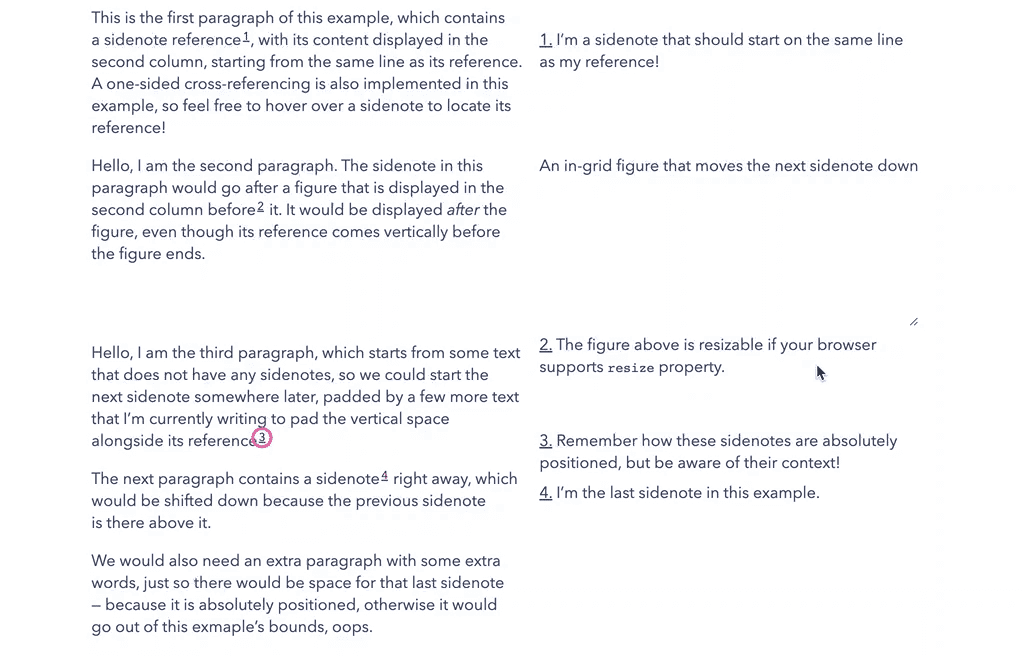 This is the first paragraph of this example, which contains
a sidenote reference1, with its content displayed in the
second column, starting from the same line as its reference.
A one-sided cross-referencing is also implemented in this
example, so feel free to hover over a sidenote to locate its
reference!
1. I’m a sidenote that should start on the same line
as my reference!
Hello, I am the second paragraph. The sidenote in this
paragraph would go after a figure that is displayed in the
second column before2 it. It would be displayed after the
figure, even though its reference comes vertically before
the figure ends.
An in-grid figure that moves the next sidenote down
2. The figure above is resizable if your browser
supports resize property.
Hello, I am the third paragraph, which starts from some text
that does not have any sidenotes, so we could start the
next sidenote somewhere later, padded by a few more text
that I’m currently writing to pad the vertical space
alongside its reference3
3. Remember how these sidenotes are absolutely
positioned, but be aware of their context!
The next paragraph contains a sidenote4 right away, which
would be shifted down because the previous sidenote
is there above it.
4. I’m the last sidenote in this example.
We would also need an extra paragraph with some extra
words, just so there would be space for that last sidenote
— because it is absolutely positioned, otherwise it would
go out of this exmaple’s bounds, oops.